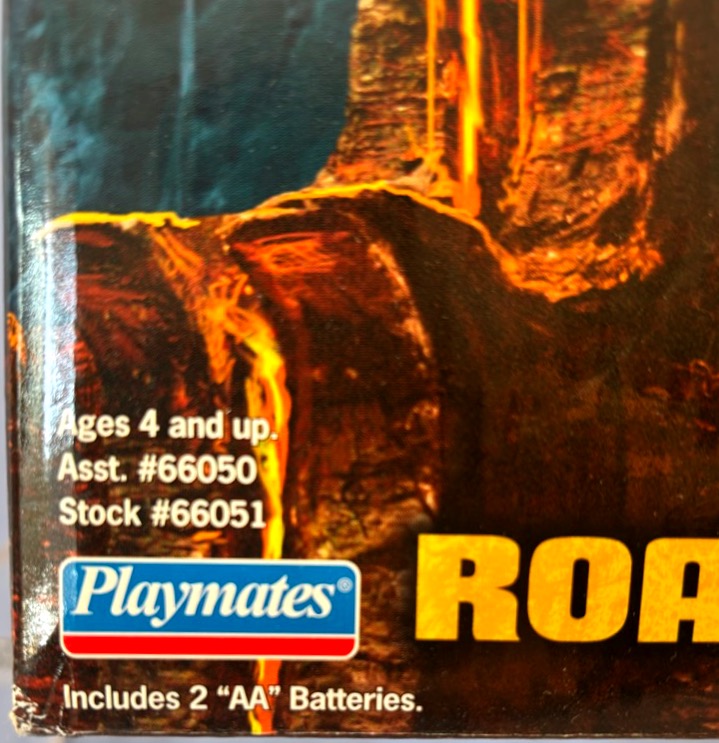 Ages 4 and up.
Asst. #66050
Stock #66051
Playmates®
ROA
Includes 2 “AA” Batteries.